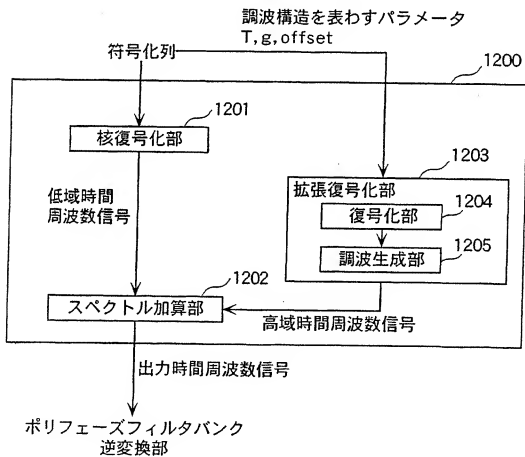 調波構造を表わすパラメータ
T,g,offset
符号化列
1200
1201
核復号化部
1203
拡張復号化部
低域時間
周波数信号
1204
復号化部
1205
調波生成部
1202
スペクトル加算部
高域時間周波数信号
出力時間周波数信号
ポリフェーズフィルタバンク
逆変換部